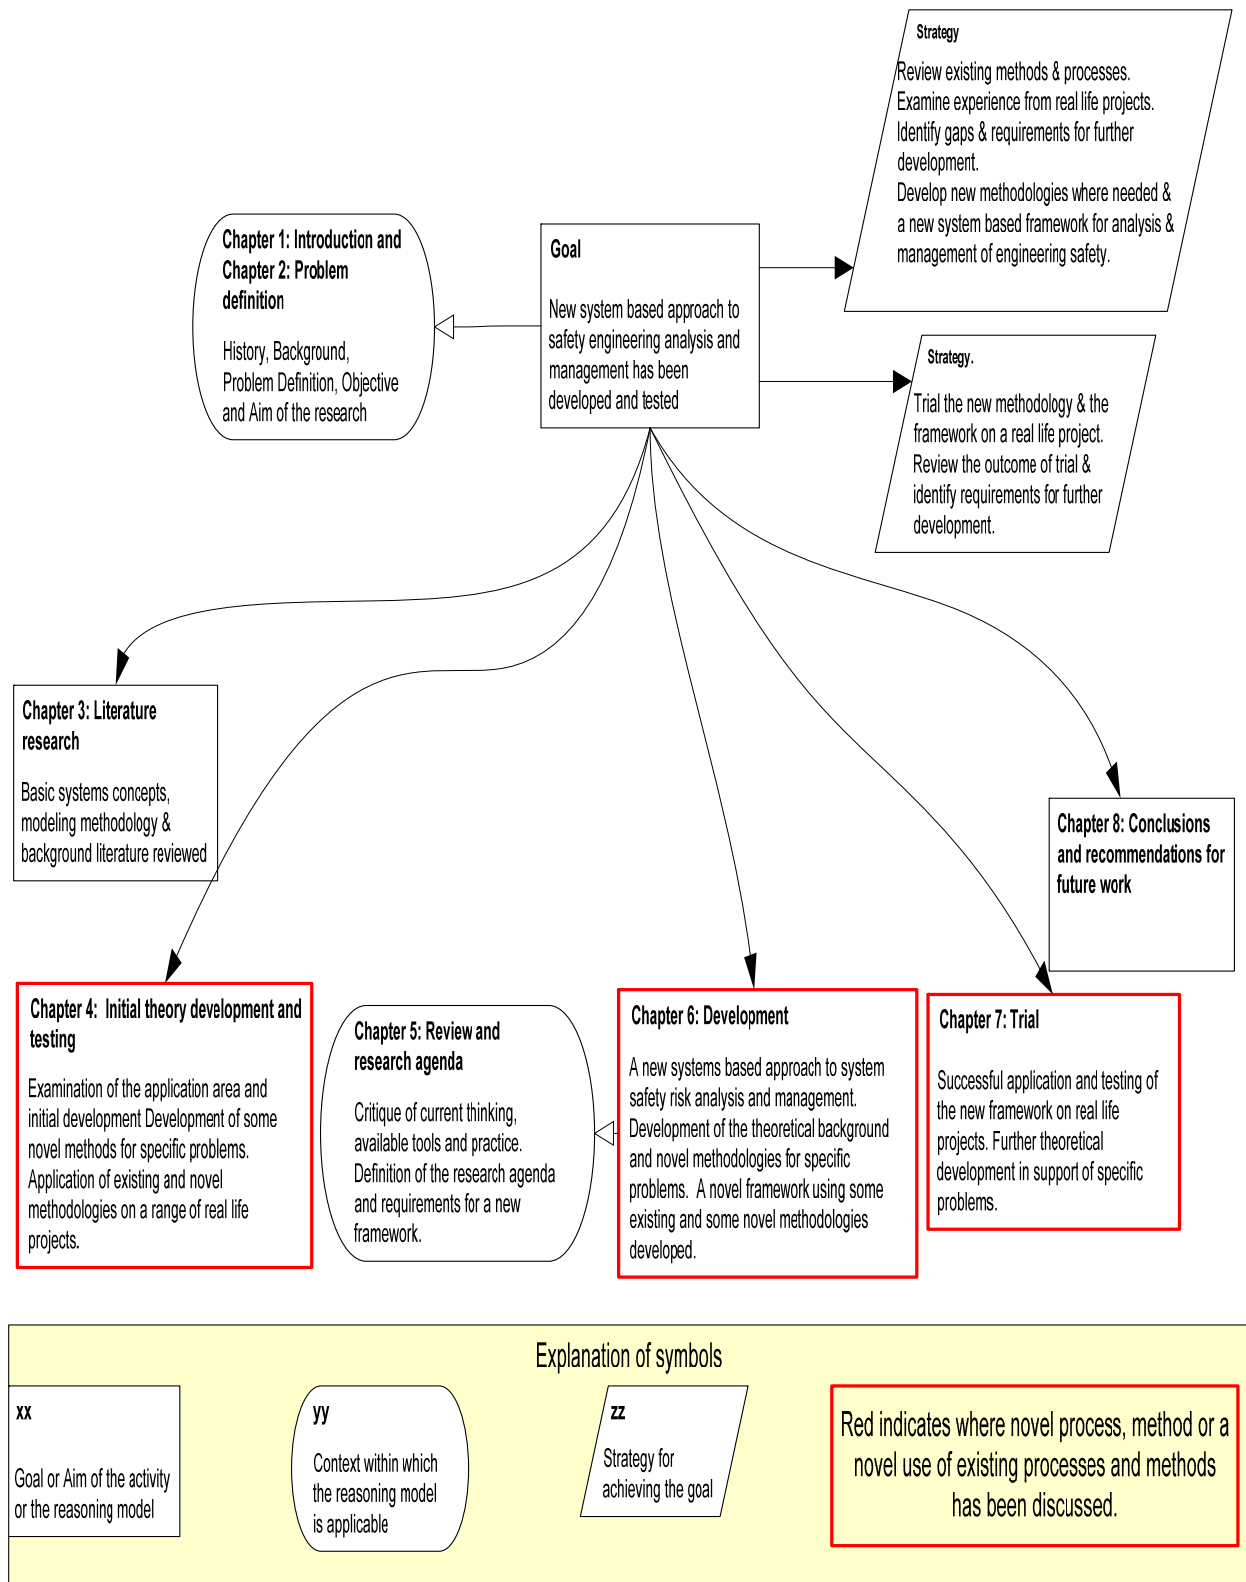 Strategy
Review existing methods & processes.
Examine experience from real life projects.
Identify gaps & requirements for further
development.
Develop new methodologies where needed &
a new system based framework for analysis &
management of engineering safety.
Chapter 1: Introduction and
Chapter 2: Problem
definition
History, Background,
Problem Definition, Objective
and Aim of the research
Goal
New system based approach to
safety engineering analysis and
management has been
developed and tested
Strategy.
Trial the new methodology & the
framework on a real life project.
Review the outcome of trial &
identify requirements for further
development.
Chapter 3: Literature
research
Basic systems concepts,
modeling methodology &
background literature reviewed
Chapter 8: Conclusions
and recommendations for
future work
Chapter 4:  Initial theory development and
testing
Examination of the application area and
initial development Development of some
novel methods for specific problems.
Application of existing and novel
methodologies on a range of real life
projects.
Chapter 5: Review and
research agenda
Critique of current thinking,
available tools and practice.
Definition of the research agenda
and requirements for a new
framework.
Chapter 6: Development
A new systems based approach to system
safety risk analysis and management.
Development of the theoretical background
and novel methodologies for specific
problems.  A novel framework using some
existing and some novel methodologies
developed.
Chapter 7: Trial
Successful application and testing of
the new framework on real life
projects. Further theoretical
development in support of specific
problems.
Explanation of symbols
xx
Goal or Aim of the activity
or the reasoning model
yy
Context within which
the reasoning model
is applicable
zz
Strategy for
achieving the goal
Red indicates where novel process, method or a
novel use of existing processes and methods
has been discussed.